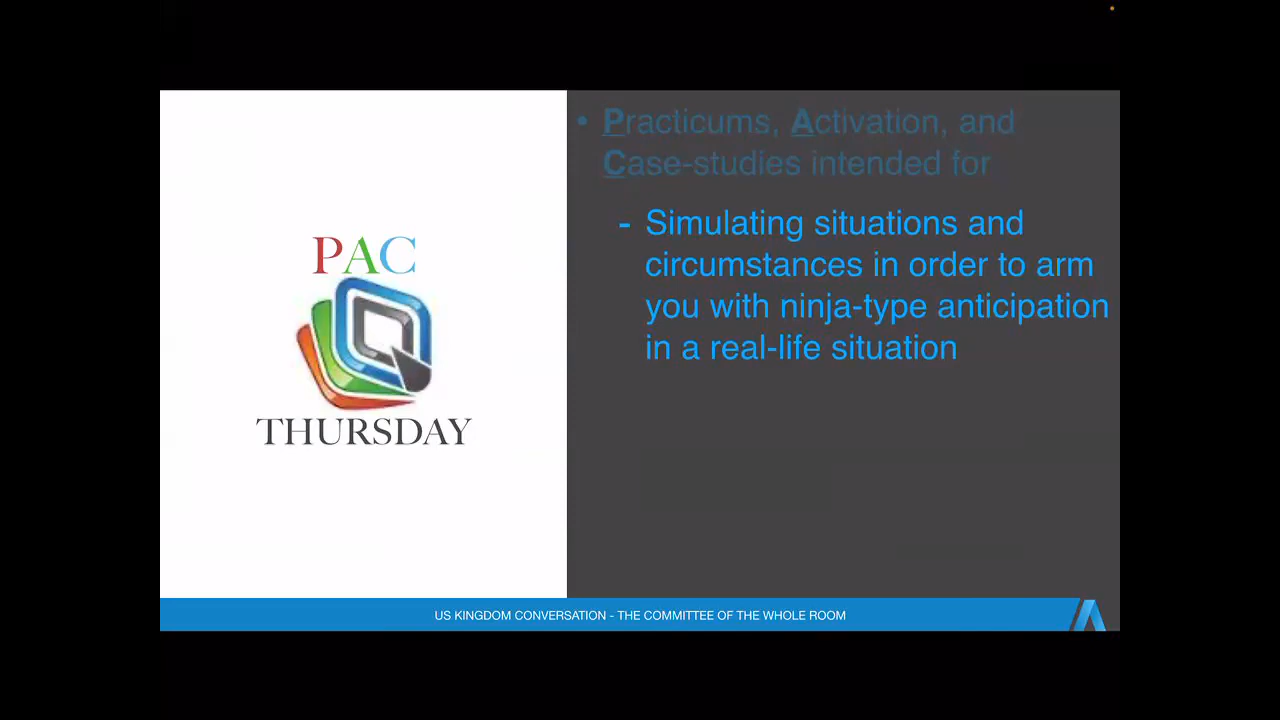 PAC
THURSDAY
• Practicums, Activation, and
Case-studies intended for
- Simulating situations and
circumstances in order to arm
you with ninja-type anticipation
in a real-life situation
US KINGDOM CONVERSATION - THE COMMITTEE OF THE WHOLE ROOM